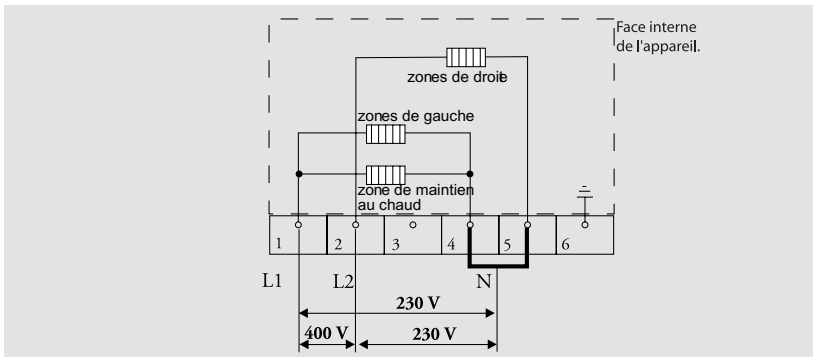 Face interne
de l'appareil.
zones de droite
zones de gauche
zone de maintien
au chaud
1 2 3 4 5 6
L1 L2 N
230 V
400 V 230 V